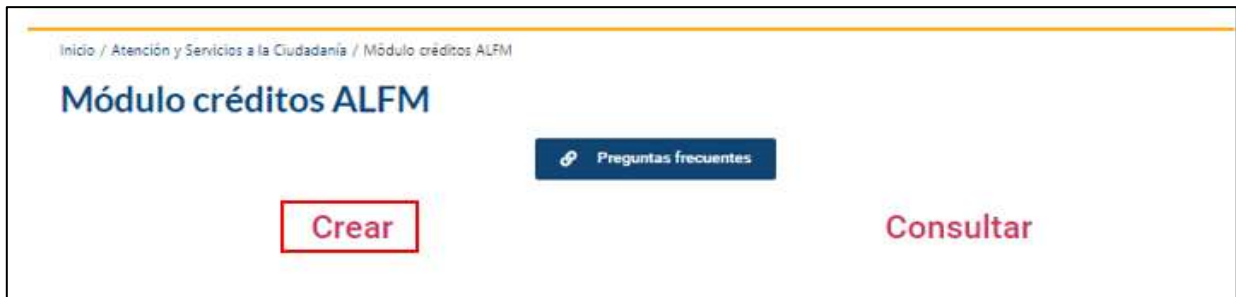 Inicio / Atención y Servicios a la Ciudadanía / Módulo créditos ALFM
Módulo créditos ALFM
Preguntas frecuentes
Crear
Consultar